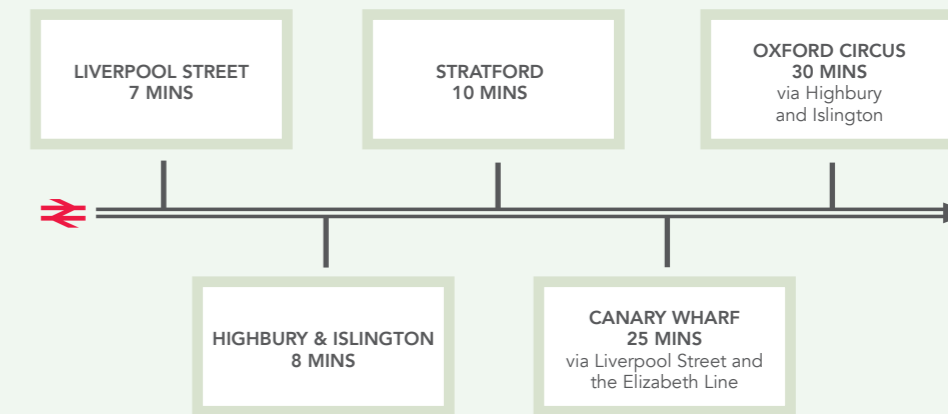 LIVERPOOL STREET
7 MINS
HIGHBURY & ISLINGTON
8 MINS
STRATFORD
10 MINS
CANARY WHARF
25 MINS
via Liverpool Street and
the Elizabeth Line
OXFORD CIRCUS
30 MINS
via Highbury
and Islington